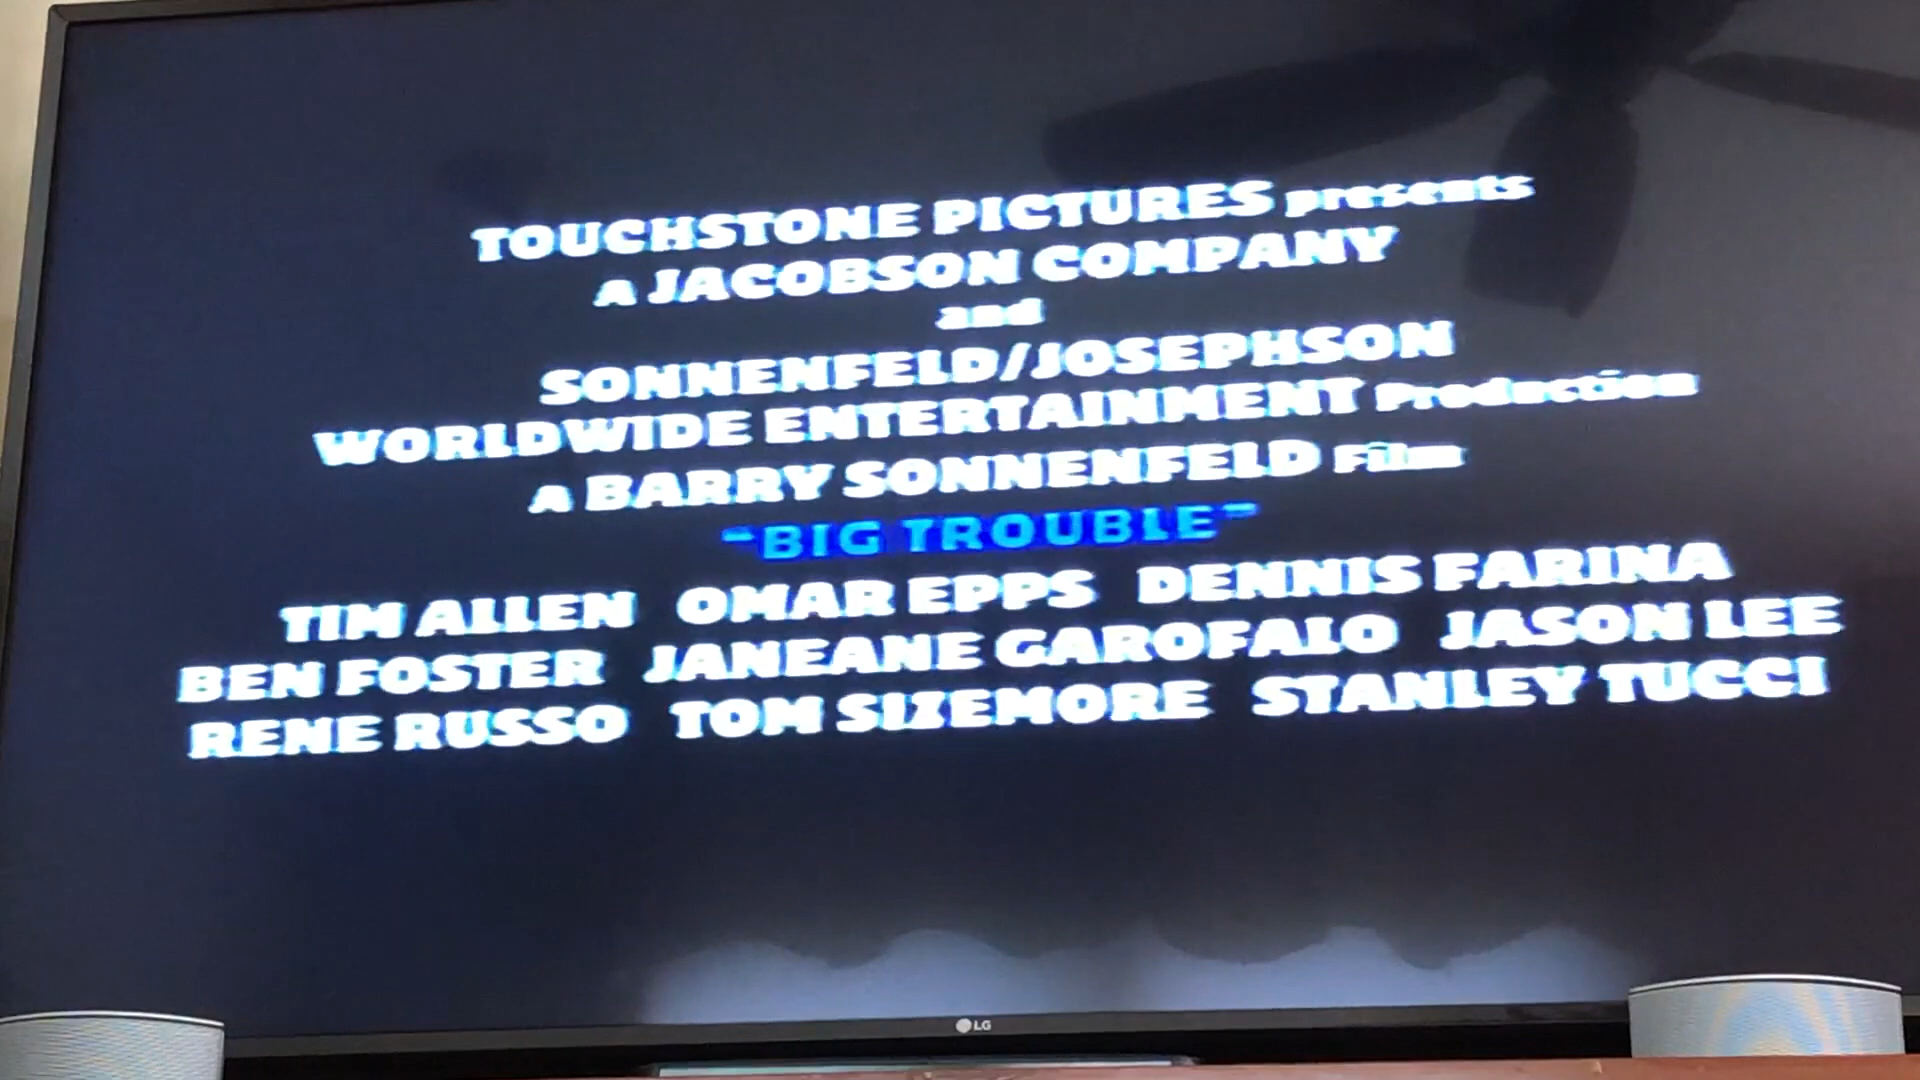 TOUCHSTONE PICTURES presents
A JACOBSON COMPANY
and
SONNENFELD/JOSEPHSON
WORLDWIDE ENTERTAINMENT Production
A BARRY SONNENFELD Film
"BIG TROUBLE"
TIM ALLEN OMAR EPPS DENNIS FARINA
BEN FOSTER JANEANE GAROFALO JASON LEE
RENE RUSSO TOM SIZEMORE STANLEY TUCCI
LG